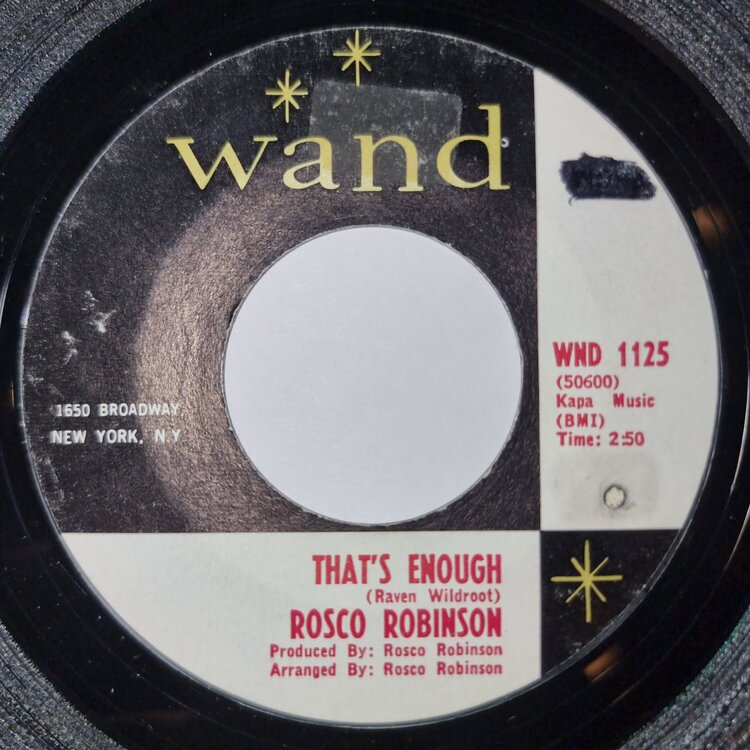 wand
WND 1125
(50600)
Kapa Music
(BMI)
Time: 2:50
1650 BROADWAY
NEW YORK, N.Y
THAT'S ENOUGH
(Raven Wildroot)
ROSCO ROBINSON
Produced By: Rosco Robinson
Arranged By: Rosco Robinson